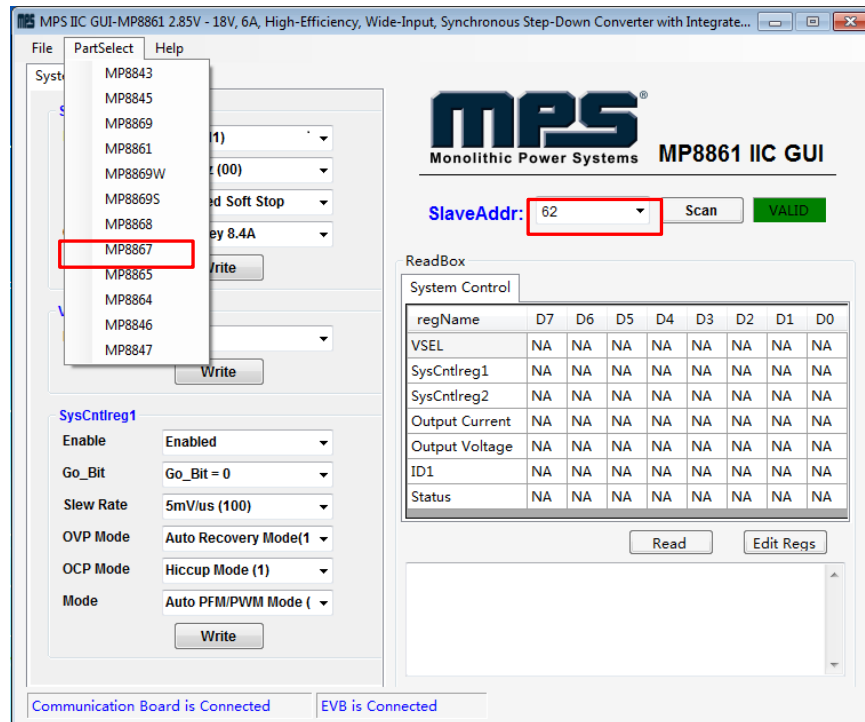 MPS IIC GUI-MP8861 2.85V - 18V, 6A, High-Efficiency, Wide-Input, Synchronous Step-Down Converter with Integrate...
File PartSelect Help
MP8843
MP8845
MP8869
MP8861
MP8869W
MP8869S
MP8868
MP8867
MP8865
MP8864
MP8846
MP8847
(00)
ed Soft Stop
ey 8.4A
Write
Write
SysCntlreg1
Enable Enabled
Go_Bit Go_Bit = 0
Slew Rate 5mV/us (100)
OVP Mode Auto Recovery Mode(1
OCP Mode Hiccup Mode (1)
Mode Auto PFM/PWM Mode (
Write
mps®
Monolithic Power Systems MP8861 IIC GUI
SlaveAddr: 62 Scan VALID
ReadBox
System Control
regName D7 D6 D5 D4 D3 D2 D1 D0
VSEL NA NA NA NA NA NA NA NA
SysCntlreg1 NA NA NA NA NA NA NA NA
SysCntlreg2 NA NA NA NA NA NA NA NA
Output Current NA NA NA NA NA NA NA NA
Output Voltage NA NA NA NA NA NA NA NA
ID1 NA NA NA NA NA NA NA NA
Status NA NA NA NA NA NA NA NA
Read Edit Regs
Communication Board is Connected EVB is Connected